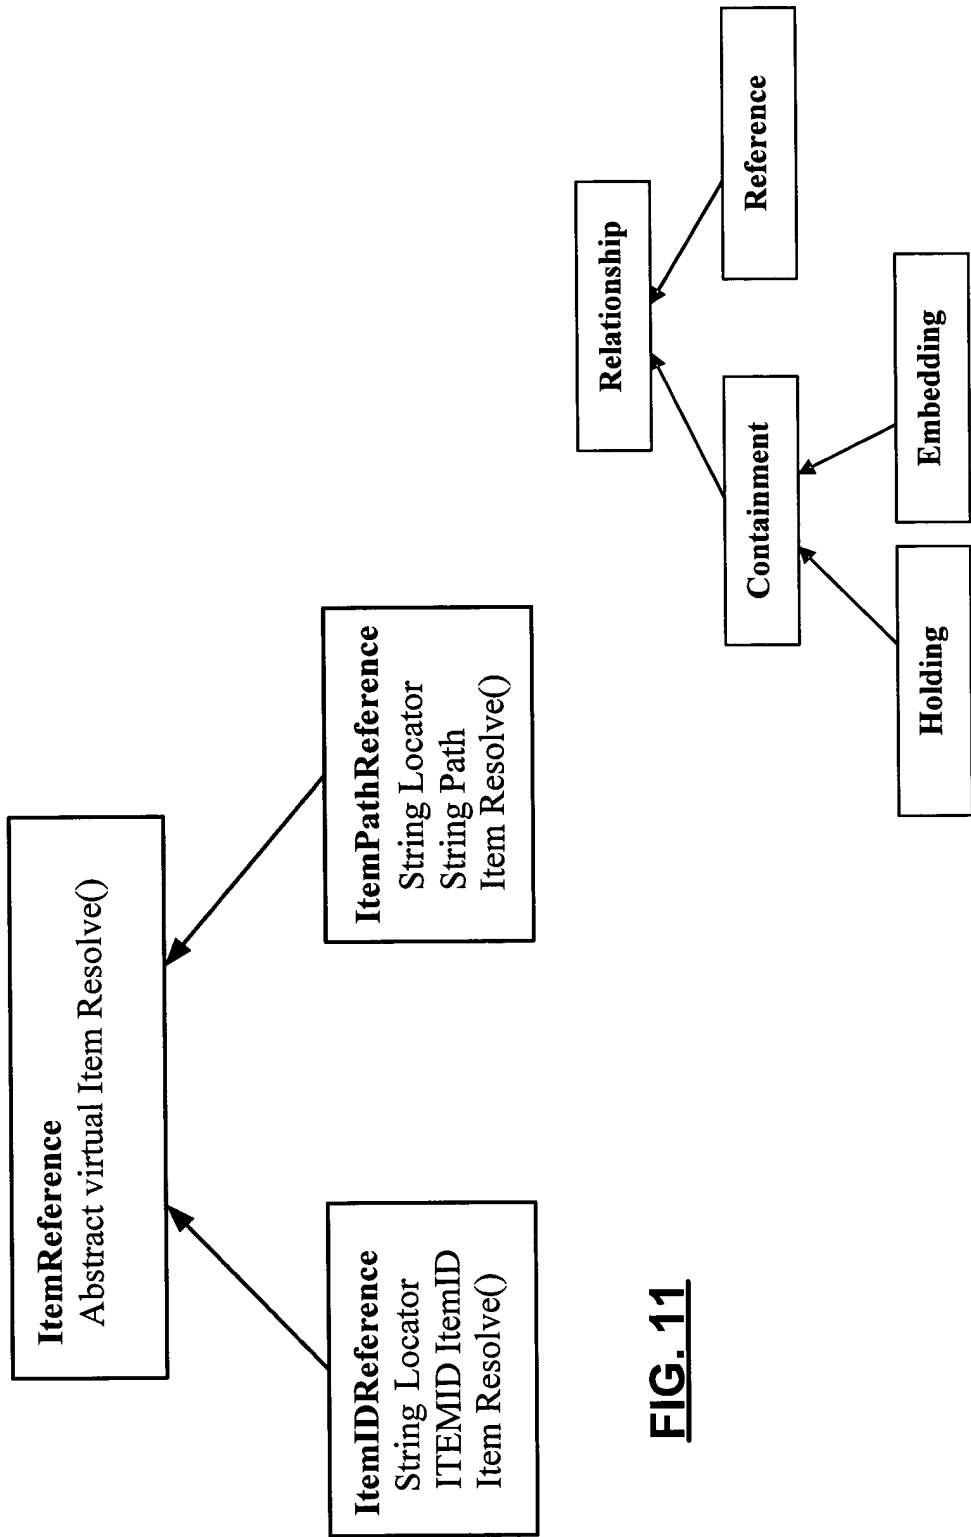 ItemReference
Abstract virtual Item Resolve()
ItemIDReference
String Locator
ITEMID ItemID
Item Resolve()
ItemPathReference
String Locator
String Path
Item Resolve()
Relationship
Containment
Reference
Holding
Embedding
FIG. 11